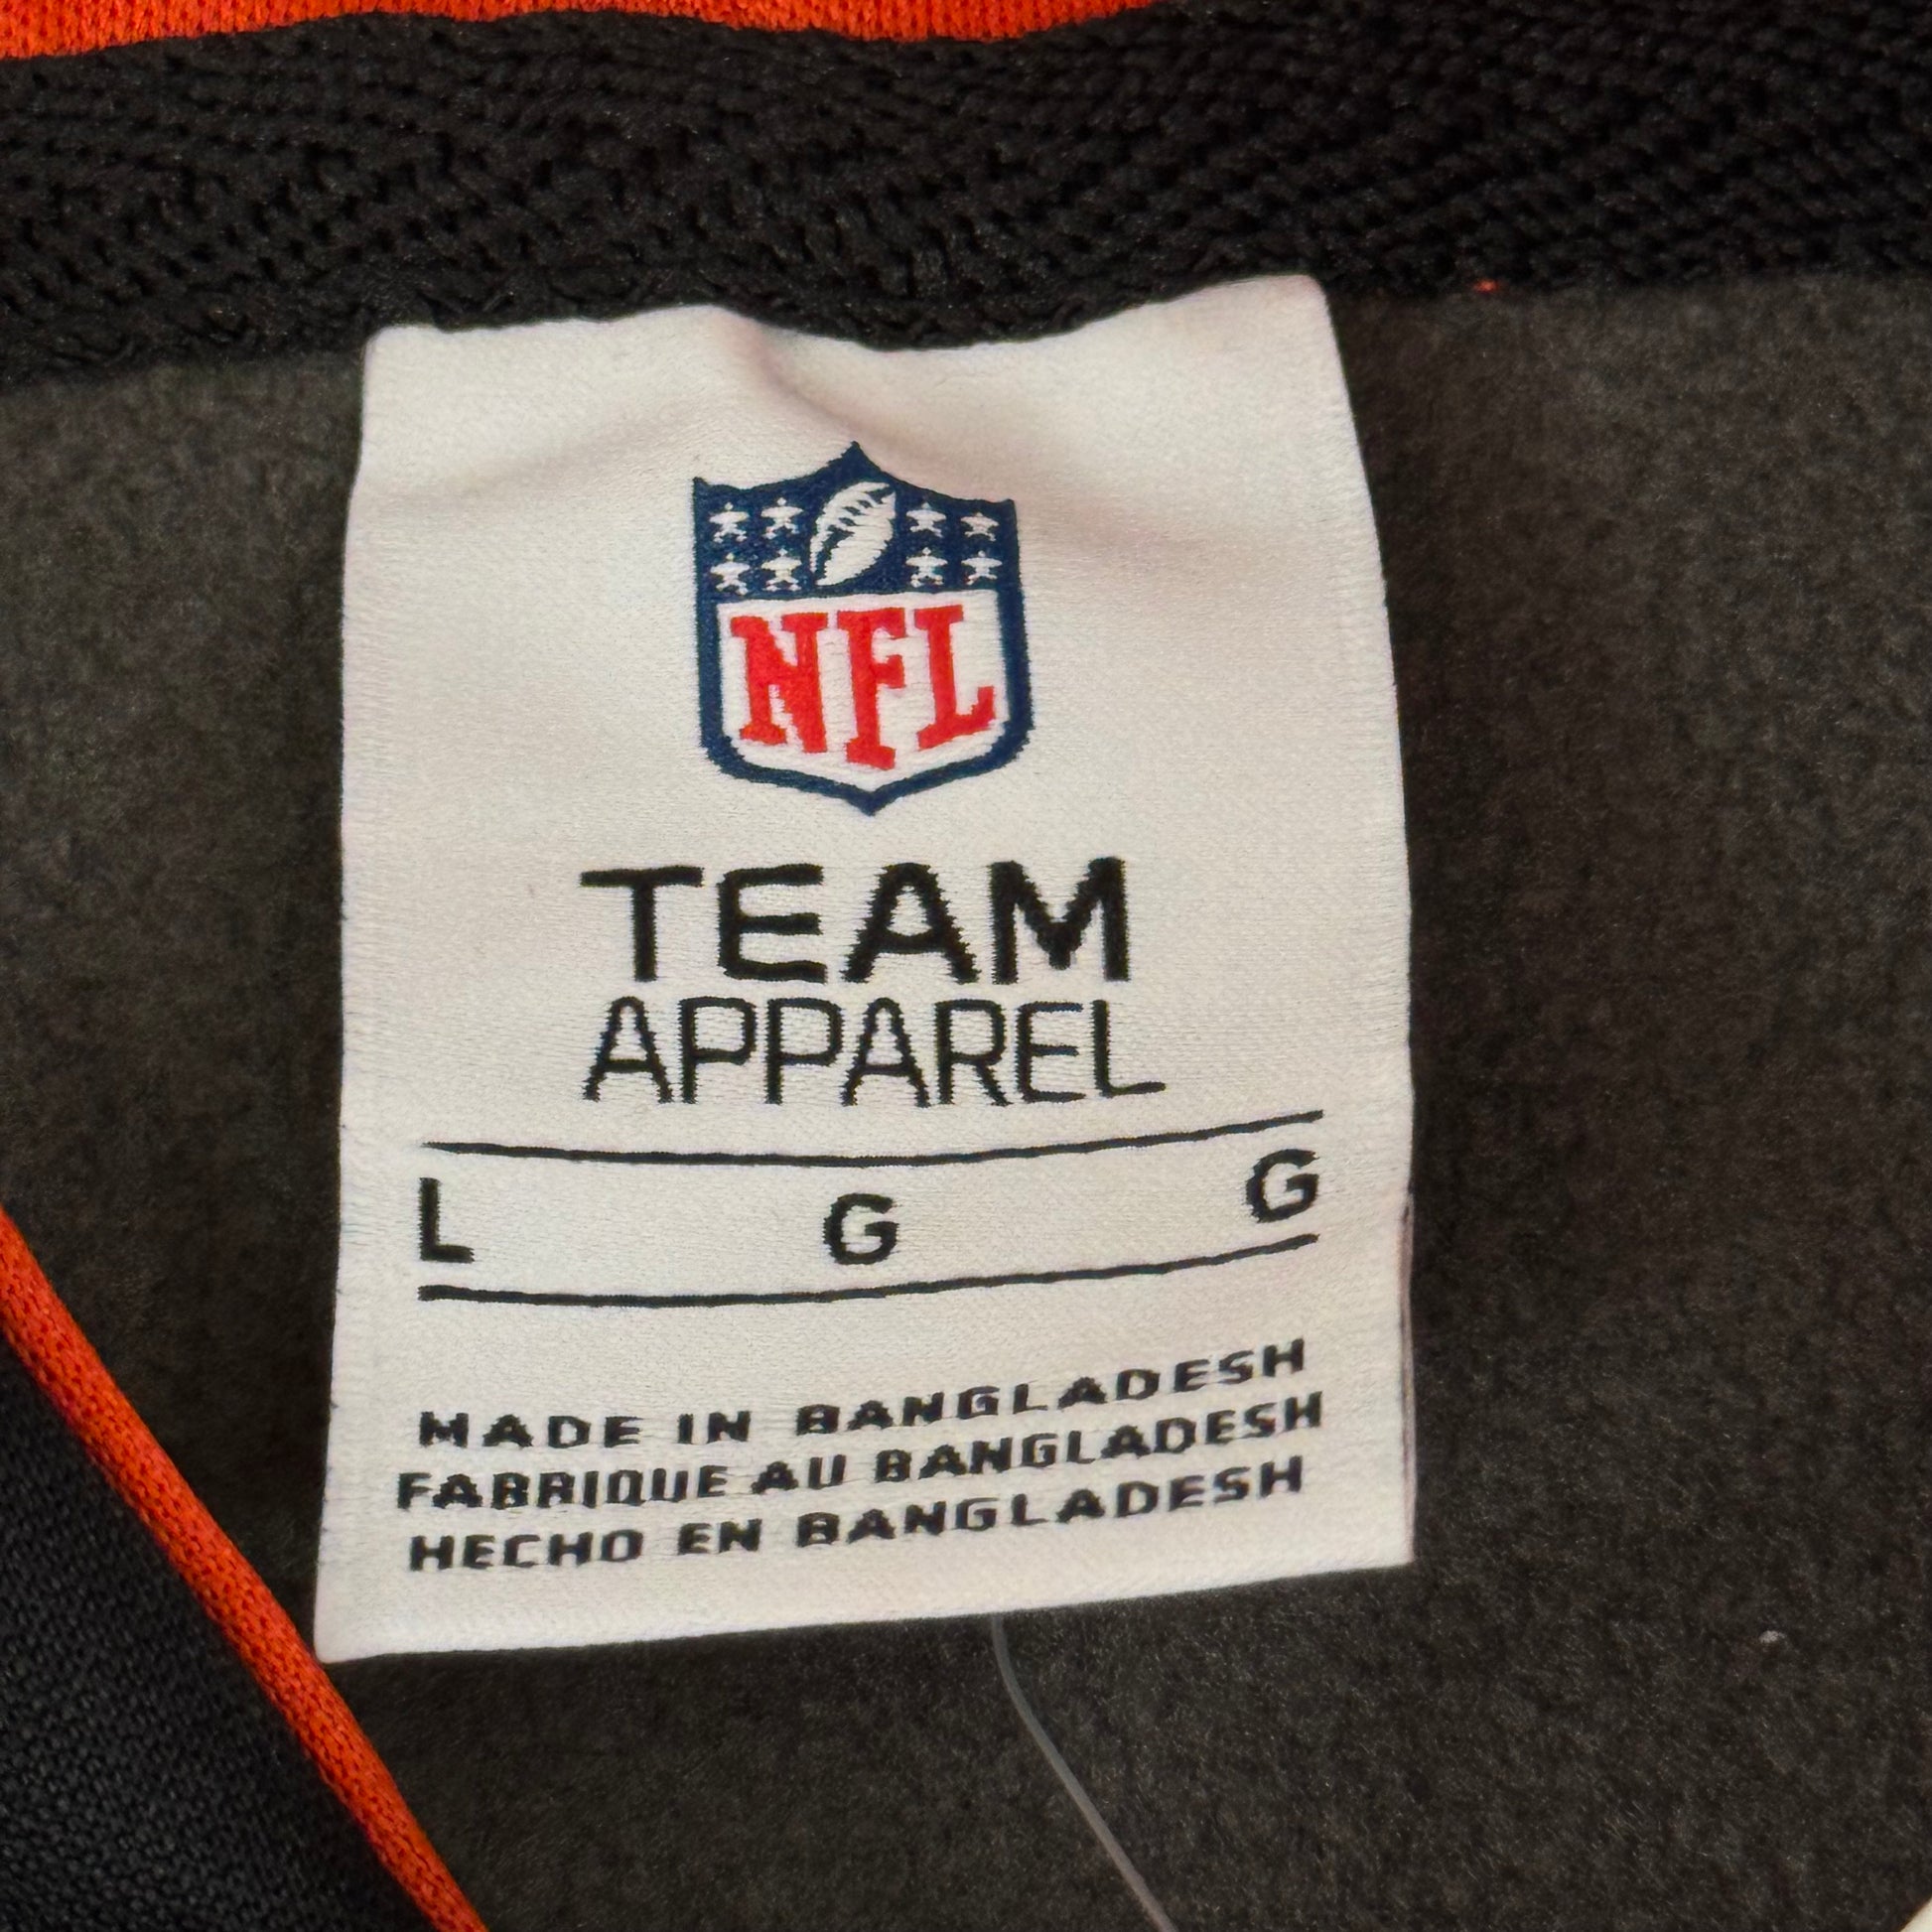 NFL
TEAM
APPAREL
L G G
MADE IN BANGLADESH
FABRIQUE AU BANGLADESH
HECHO EN BANGLADESH